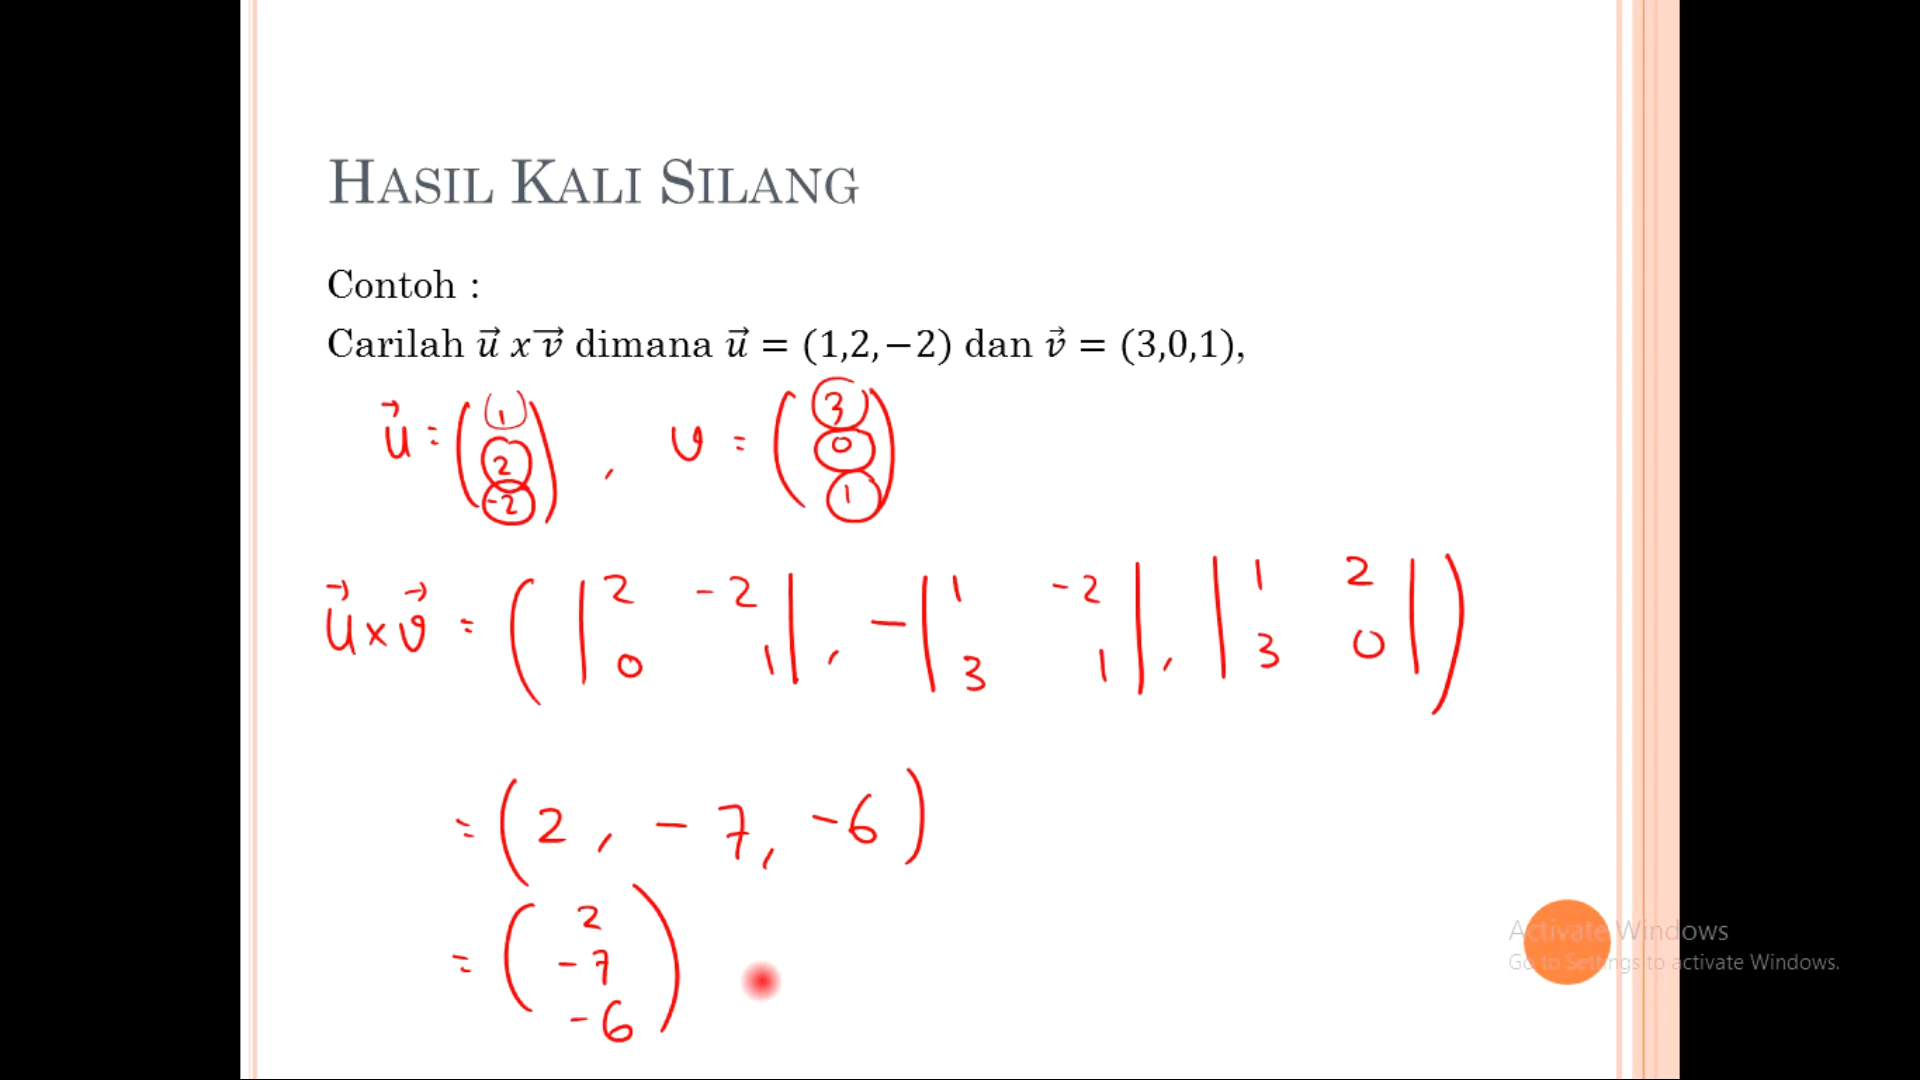 HASIL KALI SILANG
Contoh :
Carilah u⃗ x v⃗ dimana u⃗ = (1,2,−2) dan v⃗ = (3,0,1),
u⃗ = (1 2 -2) , v = (3 0 1)
u⃗ x v⃗ = ( | 2 -2 0 1 | , - | 1 -2 3 1 | , | 1 2 3 0 | )
= ( 2 , - 7 , -6 )
= ( 2 -7 -6 )
Activate Windows
Go to Settings to activate Windows.